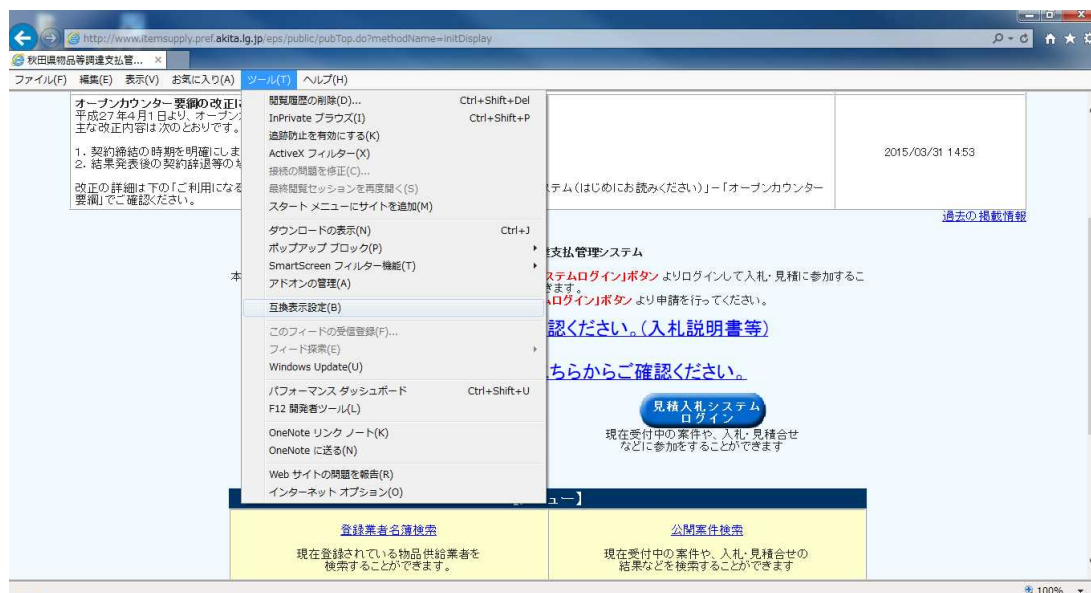 http://www.itemsupply.pref.akita.lg.jp/eps/public/pubTop.do?methodName=initDisplay
秋田県物品等調達支払管...
ファイル(F) 編集(E) 表示(V) お気に入り(A) ツール(T) ヘルプ(H)
オープンカウンター要綱の改正に
平成27年4月1日より、オープン
主な改正内容は次のとおりです。
1. 契約締結の時期を明確にしま
2. 結果発表後の契約辞退等の
改正の詳細は下の「ご利用になる
要綱」でご確認ください。
ステム(はじめにお読みください)」-「オープンカウンター
2015/03/31 14:53
過去の掲載情報
閲覧履歴の削除(D)... Ctrl+Shift+Del
InPrivate ブラウズ(I) Ctrl+Shift+P
追跡防止を有効にする(K)
ActiveX フィルター(X)
接続の問題を修正(C)...
最終閲覧セッションを再度開く(S)
スタート メニューにサイトを追加(M)
ダウンロードの表示(N) Ctrl+J
ポップアップ ブロック(P)
SmartScreen フィルター機能(T)
アドオンの管理(A)
互換表示設定(B)
このフィードの受信登録(F)...
フィード探索(E)
Windows Update(U)
パフォーマンス ダッシュボード Ctrl+Shift+U
F12 開発者ツール(L)
OneNote リンク ノート(K)
OneNote に送る(N)
Web サイトの問題を報告(R)
インターネット オプション(O)
支払管理システム
本
ステムログイン」ボタン よりログインして入札・見積に参加するこ
きます。
ログイン」ボタン より申請を行ってください。
認ください。(入札説明書等)
ちらからご確認ください。
見積入札システム
ログイン
現在受付中の案件や、入札・見積合せ
などに参加をすることができます
ュー】
登録業者名簿検索
現在登録されている物品供給業者を
検索することができます。
公開案件検索
現在受付中の案件や、入札・見積合せの
結果などを検索することができます
100%